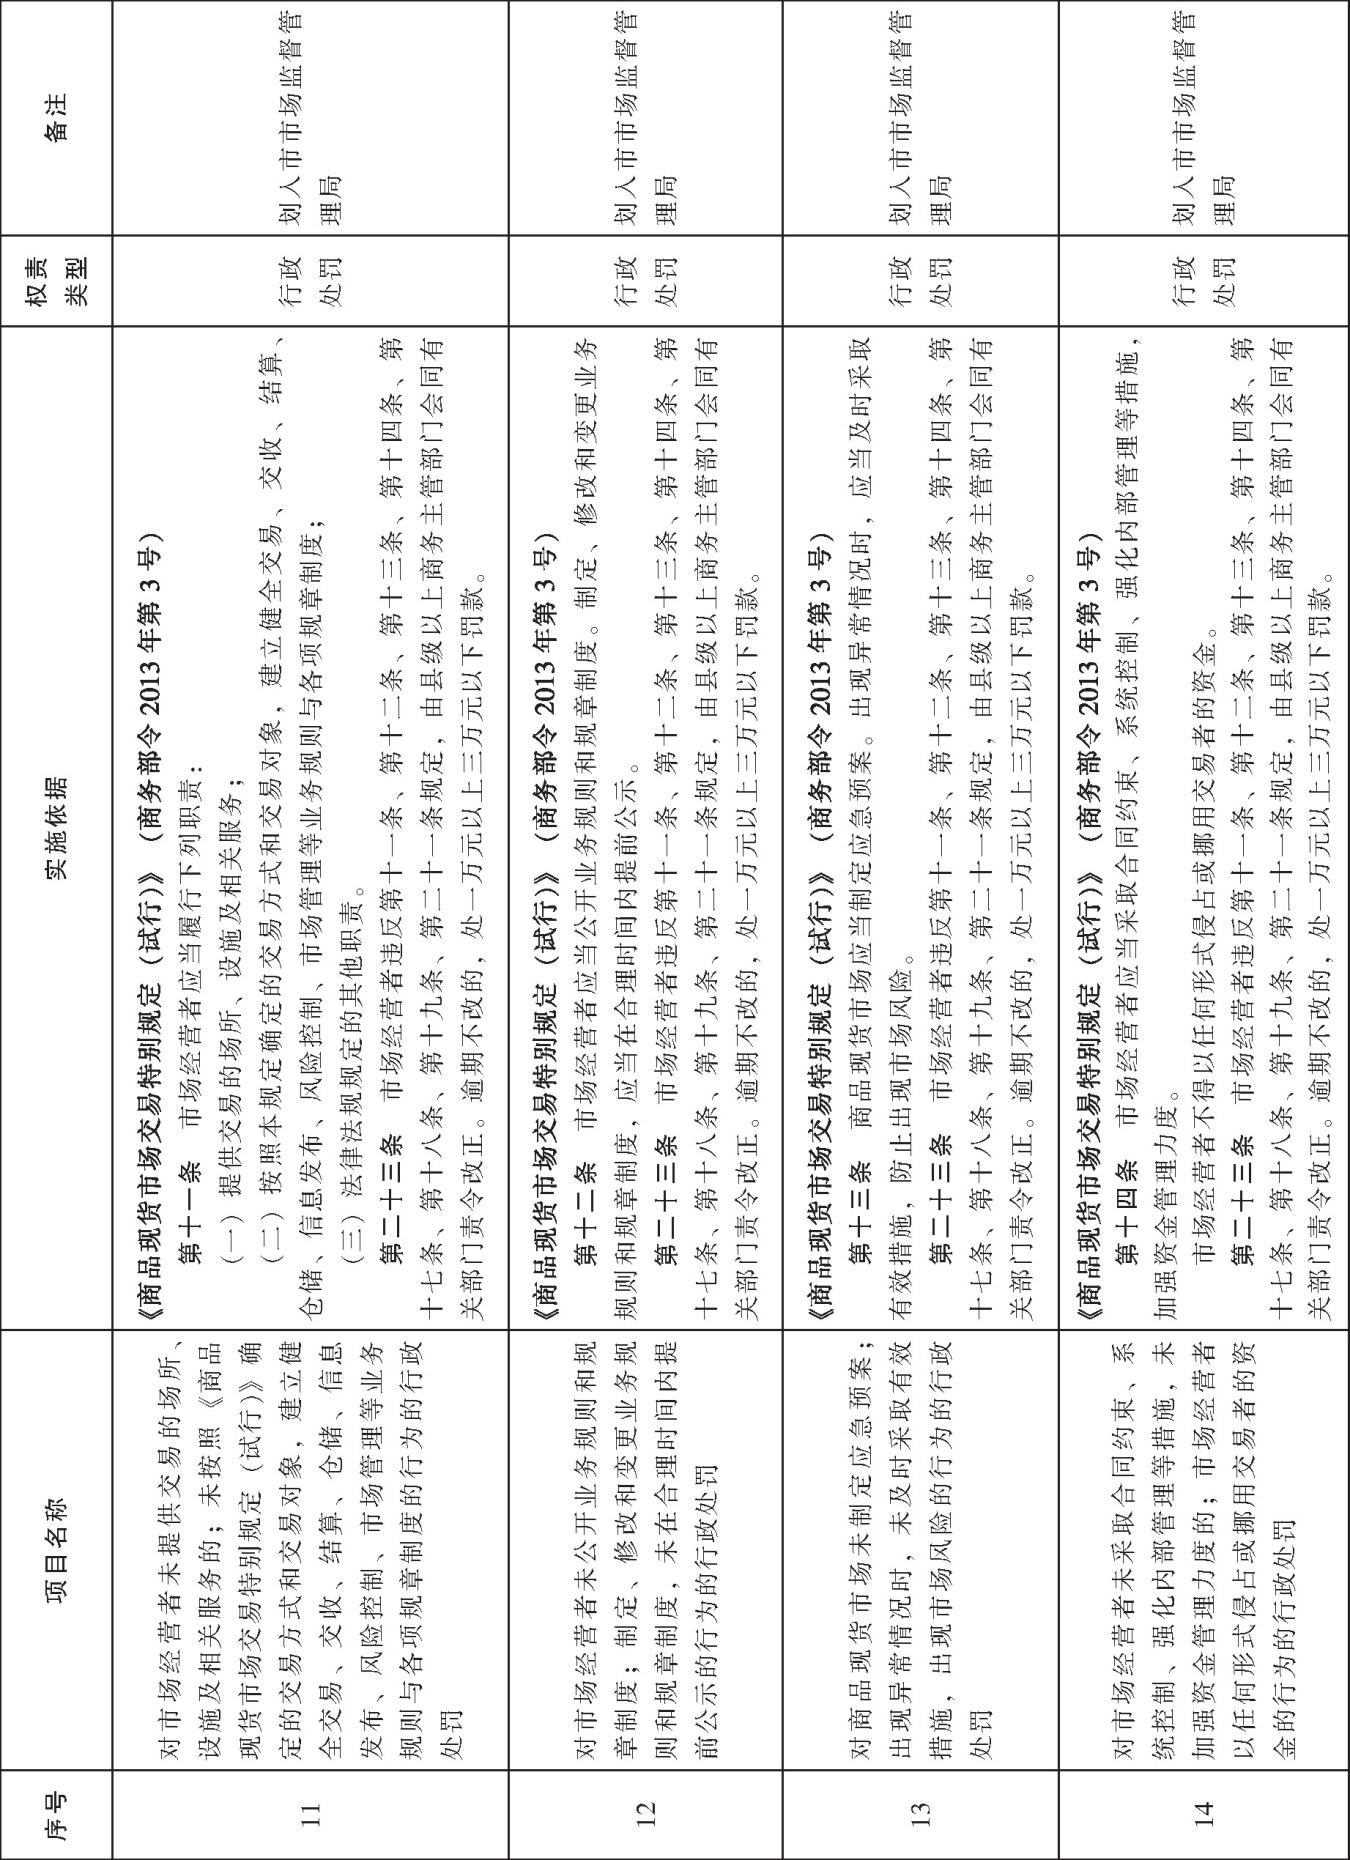 序号
项目名称
实施依据
权责
类型
备注
11
对市场经营者未提供交易的场所、
设施及相关服务的；未按照《商品
现货市场交易特别规定（试行）》确
定的交易方式和交易对象，建立健
全交易、交收、结算、仓储、信息
发布、风险控制、市场管理等业务
规则与各项规章制度的行为的行政
处罚
《商品现货市场交易特别规定（试行）》（商务部令2013年第3号）
第十一条　市场经营者应当履行下列职责：
（一）提供交易的场所、设施及相关服务；
（二）按照本规定确定的交易方式和交易对象，建立健全交易、交收、结算、
仓储、信息发布、风险控制、市场管理等业务规则与各项规章制度；
（三）法律法规规定的其他职责。
第二十三条　市场经营者违反第十一条、第十二条、第十三条、第十四条、第
十七条、第十八条、第十九条、第二十一条规定，由县级以上商务主管部门会同有
关部门责令改正。逾期不改的，处一万元以上三万元以下罚款。
行政
处罚
划入市市场监督管
理局
12
对市场经营者未公开业务规则和规
章制度；制定、修改和变更业务规
则和规章制度，未在合理时间内提
前公示的行为的行政处罚
《商品现货市场交易特别规定（试行）》（商务部令2013年第3号）
第十二条　市场经营者应当公开业务规则和规章制度。制定、修改和变更业务
规则和规章制度，应当在合理时间内提前公示。
第二十三条　市场经营者违反第十一条、第十二条、第十三条、第十四条、第
十七条、第十八条、第十九条、第二十一条规定，由县级以上商务主管部门会同有
关部门责令改正。逾期不改的，处一万元以上三万元以下罚款。
行政
处罚
划入市市场监督管
理局
13
对商品现货市场未制定应急预案；
出现异常情况时，未及时采取有效
措施，出现市场风险的行为的行政
处罚
《商品现货市场交易特别规定（试行）》（商务部令2013年第3号）
第十三条　商品现货市场应当制定应急预案。出现异常情况时，应当及时采取
有效措施，防止出现市场风险。
第二十三条　市场经营者违反第十一条、第十二条、第十三条、第十四条、第
十七条、第十八条、第十九条、第二十一条规定，由县级以上商务主管部门会同有
关部门责令改正。逾期不改的，处一万元以上三万元以下罚款。
行政
处罚
划入市市场监督管
理局
14
对市场经营者未采取合同约束、系
统控制、强化内部管理等措施，未
加强资金管理力度的；市场经营者
以任何形式侵占或挪用交易者的资
金的行为的行政处罚
《商品现货市场交易特别规定（试行）》（商务部令2013年第3号）
第十四条　市场经营者应当采取合同约束、系统控制、强化内部管理等措施，
加强资金管理力度。
市场经营者不得以任何形式侵占或挪用交易者的资金。
第二十三条　市场经营者违反第十一条、第十二条、第十三条、第十四条、第
十七条、第十八条、第十九条、第二十一条规定，由县级以上商务主管部门会同有
关部门责令改正。逾期不改的，处一万元以上三万元以下罚款。
行政
处罚
划入市市场监督管
理局